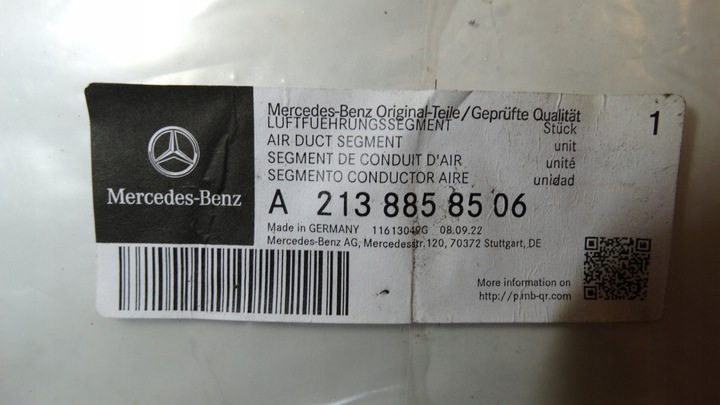 Mercedes-Benz Original-Teile/Geprüfte Qualität
LUFTFUEHRUNGSSEGMENT Stück 1
AIR DUCT SEGMENT unit
SEGMENT DE CONDUIT D'AIR unité
SEGMENTO CONDUCTOR AIRE unidad
Mercedes-Benz
A 213 885 85 06
Made in GERMANY 11613049G 08.09.22
Mercedes-Benz AG, Mercedesstr.120, 70372 Stuttgart, DE
More information on
http://p.mb-qr.com